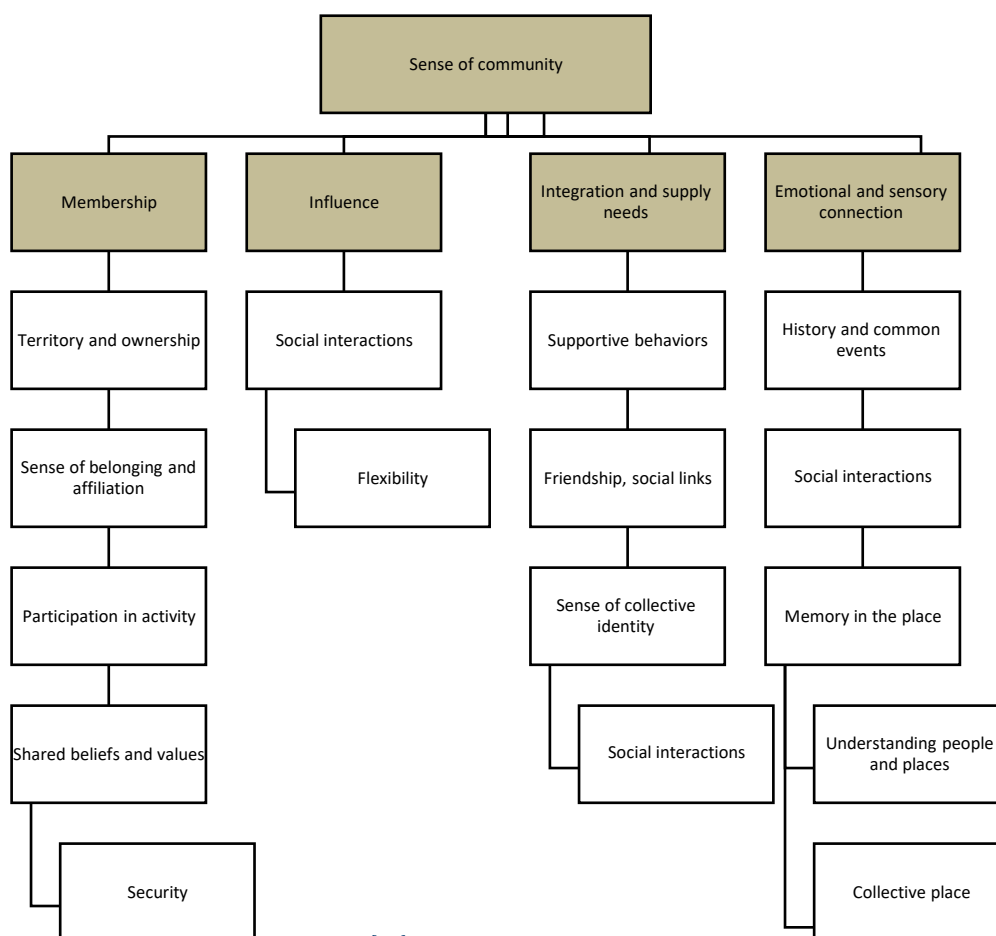 Sense of community
Membership
Influence
Integration and supply
needs
Emotional and sensory
connection
Territory and ownership
Social interactions
Supportive behaviors
History and common
events
Sense of belonging and
affiliation
Flexibility
Friendship, social links
Social interactions
Participation in activity
Sense of collective
identity
Memory in the place
Shared beliefs and values
Social interactions
Understanding people
and places
Security
Collective place